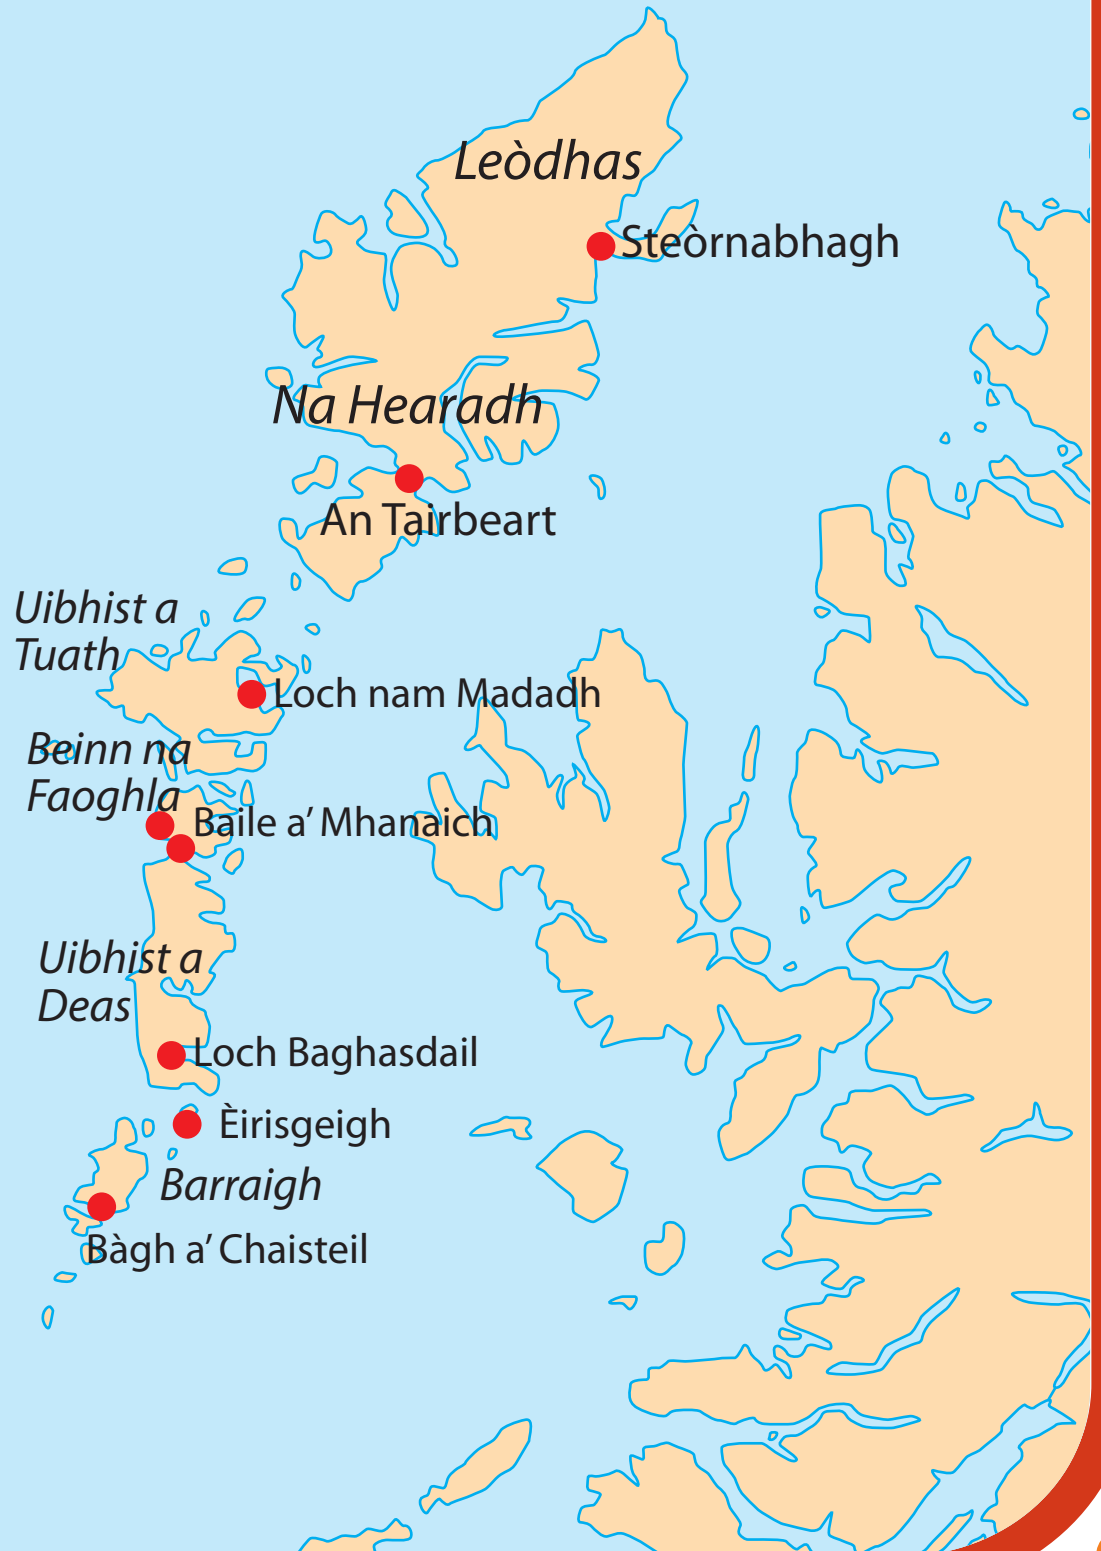 Leòdhas
Steòrnabhagh
Na Hearadh
An Tairbeart
Uibhist a
Tuath
Loch nam Madadh
Beinn na
Faoghla
Baile a’ Mhanaich
Uibhist a
Deas
Loch Baghasdail
Èirisgeigh
Barraigh
Bàgh a’ Chaisteil